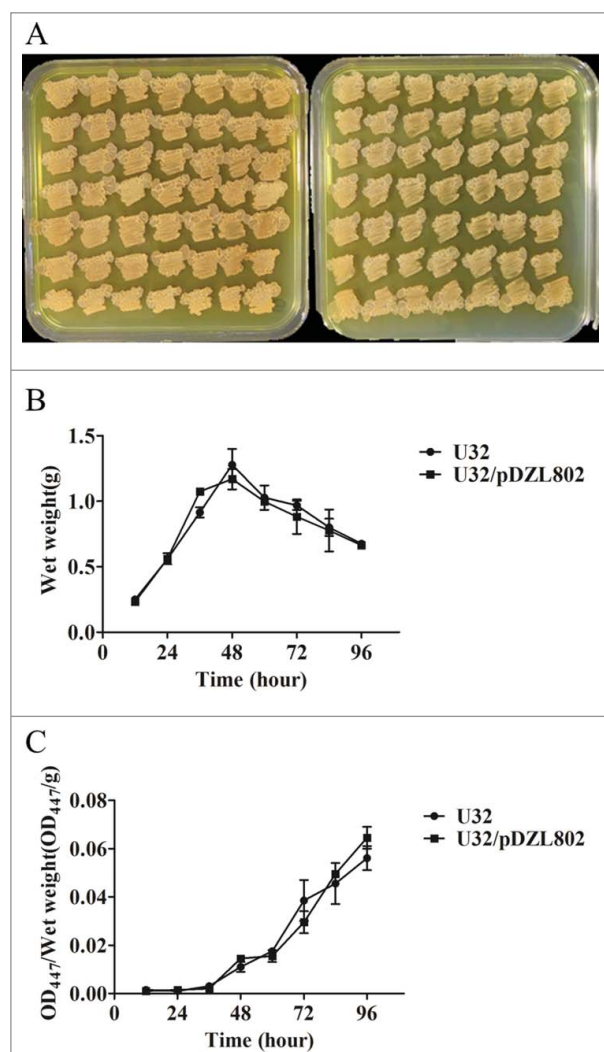 A
B
Wet weight(g)
1.5
1.0
0.5
0.0
0 24 48 72 96
Time (hour)
U32
U32/pDZL802
C
OD447/Wet weight(OD447/g)
0.08
0.06
0.04
0.02
0.00
0 24 48 72 96
Time (hour)
U32
U32/pDZL802